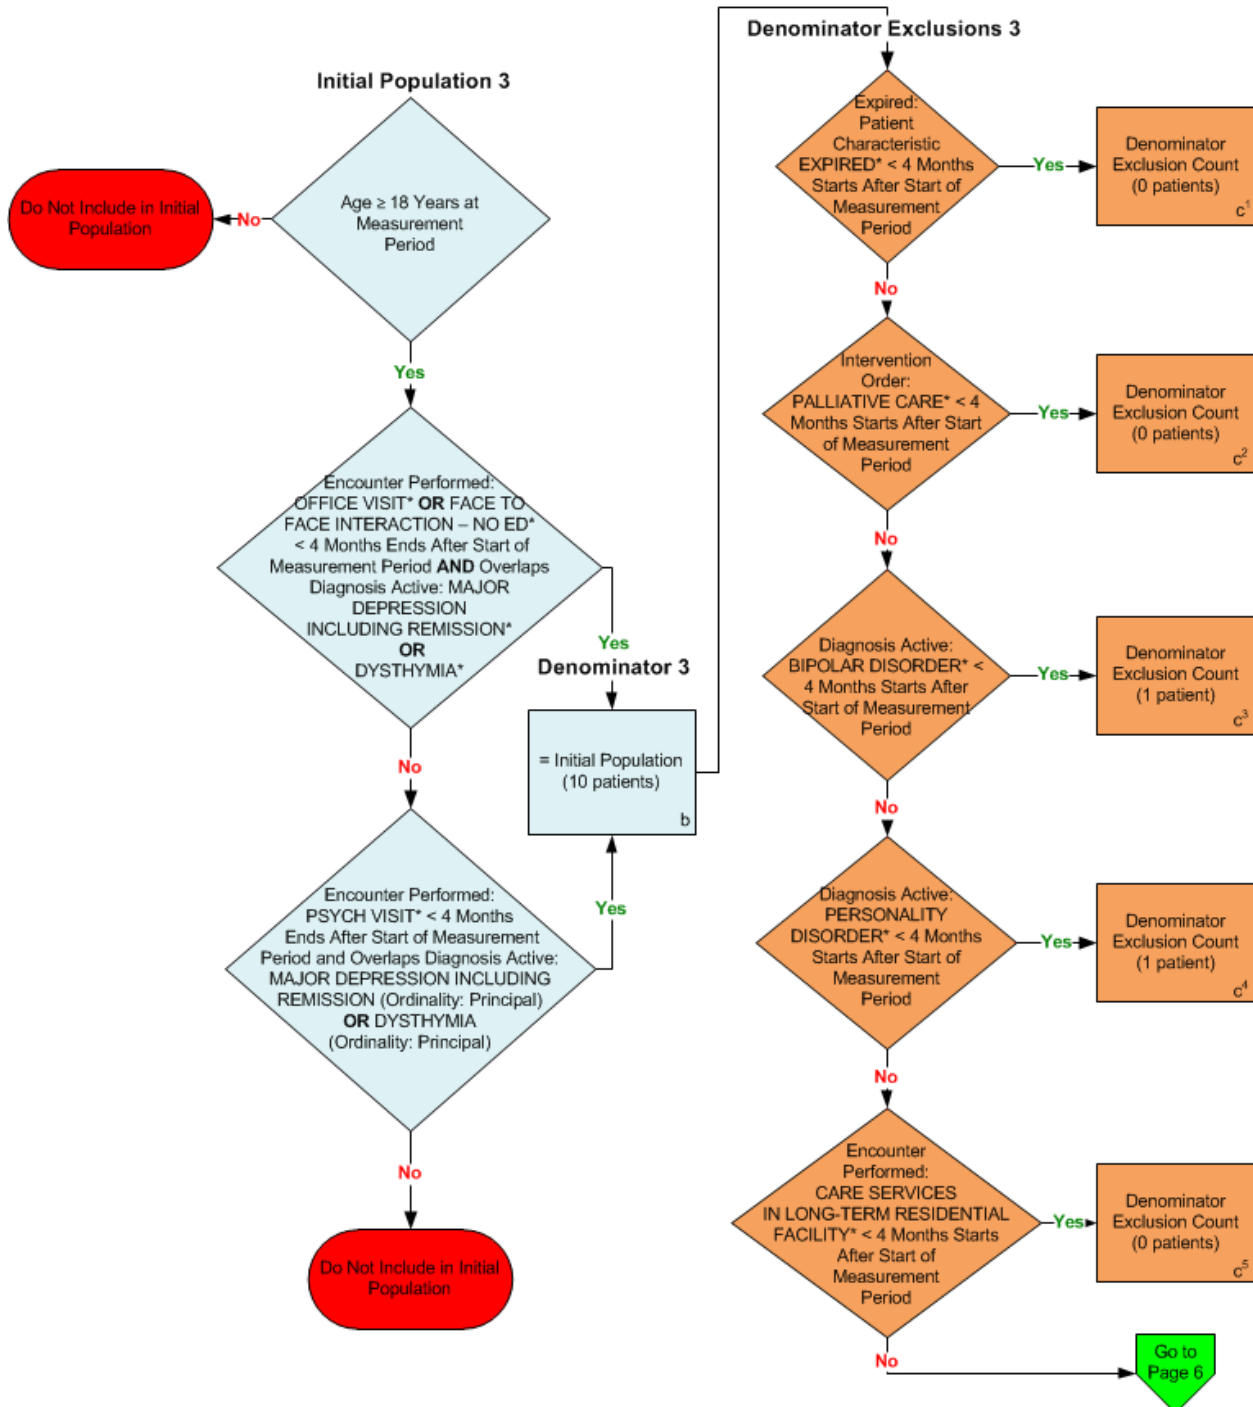 Initial Population 3
Age ≥ 18 Years at
Measurement
Period
No
Do Not Include in Initial
Population
Yes
Encounter Performed:
OFFICE VISIT* OR FACE TO
FACE INTERACTION – NO ED*
< 4 Months Ends After Start of
Measurement Period AND Overlaps
Diagnosis Active: MAJOR
DEPRESSION
INCLUDING REMISSION*
OR
DYSTHYMIA*
Yes
No
Encounter Performed:
PSYCH VISIT* < 4 Months
Ends After Start of Measurement
Period and Overlaps Diagnosis Active:
MAJOR DEPRESSION INCLUDING
REMISSION (Ordinality: Principal)
OR DYSTHYMIA
(Ordinality: Principal)
Yes
No
Do Not Include in Initial
Population
Denominator 3
= Initial Population
(10 patients)
b
Denominator Exclusions 3
Expired:
Patient
Characteristic
EXPIRED* < 4 Months
Starts After Start of
Measurement
Period
Yes
Denominator
Exclusion Count
(0 patients)
c¹
No
Intervention
Order:
PALLIATIVE CARE* < 4
Months Starts After Start
of Measurement
Period
Yes
Denominator
Exclusion Count
(0 patients)
c²
No
Diagnosis Active:
BIPOLAR DISORDER* <
4 Months Starts After
Start of Measurement
Period
Yes
Denominator
Exclusion Count
(1 patient)
c³
No
Diagnosis Active:
PERSONALITY
DISORDER* < 4 Months
Starts After Start of
Measurement
Period
Yes
Denominator
Exclusion Count
(1 patient)
c⁴
No
Encounter
Performed:
CARE SERVICES
IN LONG-TERM RESIDENTIAL
FACILITY* < 4 Months Starts
After Start of
Measurement
Period
Yes
Denominator
Exclusion Count
(0 patients)
c⁵
No
Go to
Page 6